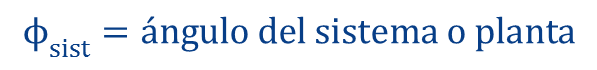 ϕsist = ángulo del sistema o planta